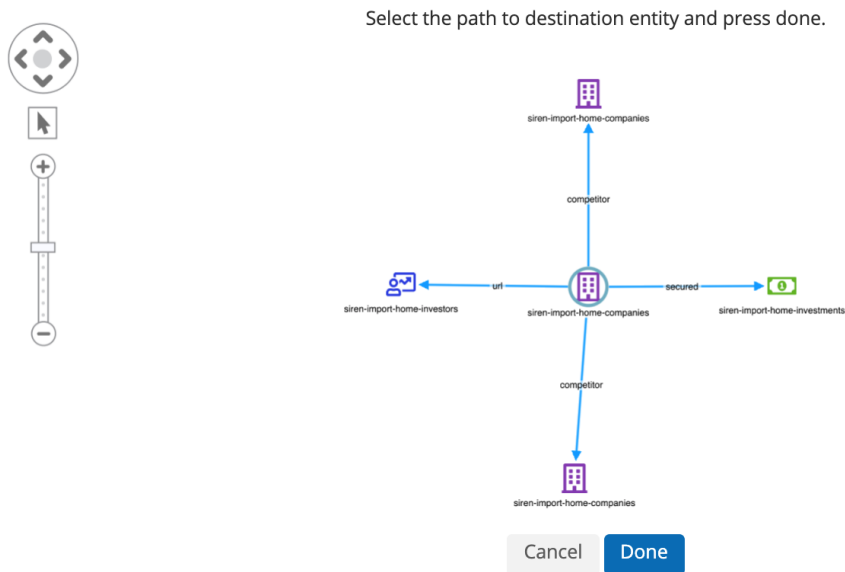 Select the path to destination entity and press done.
siren-import-home-companies
competitor
url
secured
siren-import-home-investors
siren-import-home-companies
siren-import-home-investments
competitor
siren-import-home-companies
Cancel
Done